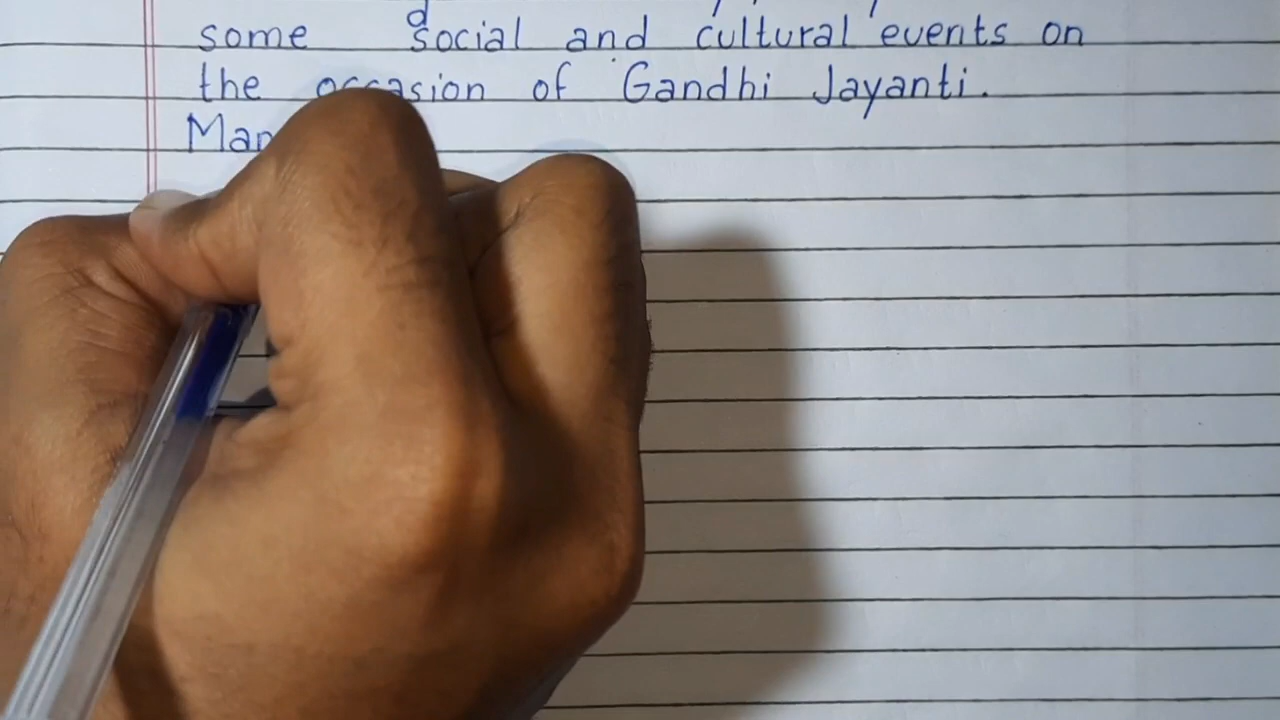 some social and cultural events on
the occasion of Gandhi Jayanti.